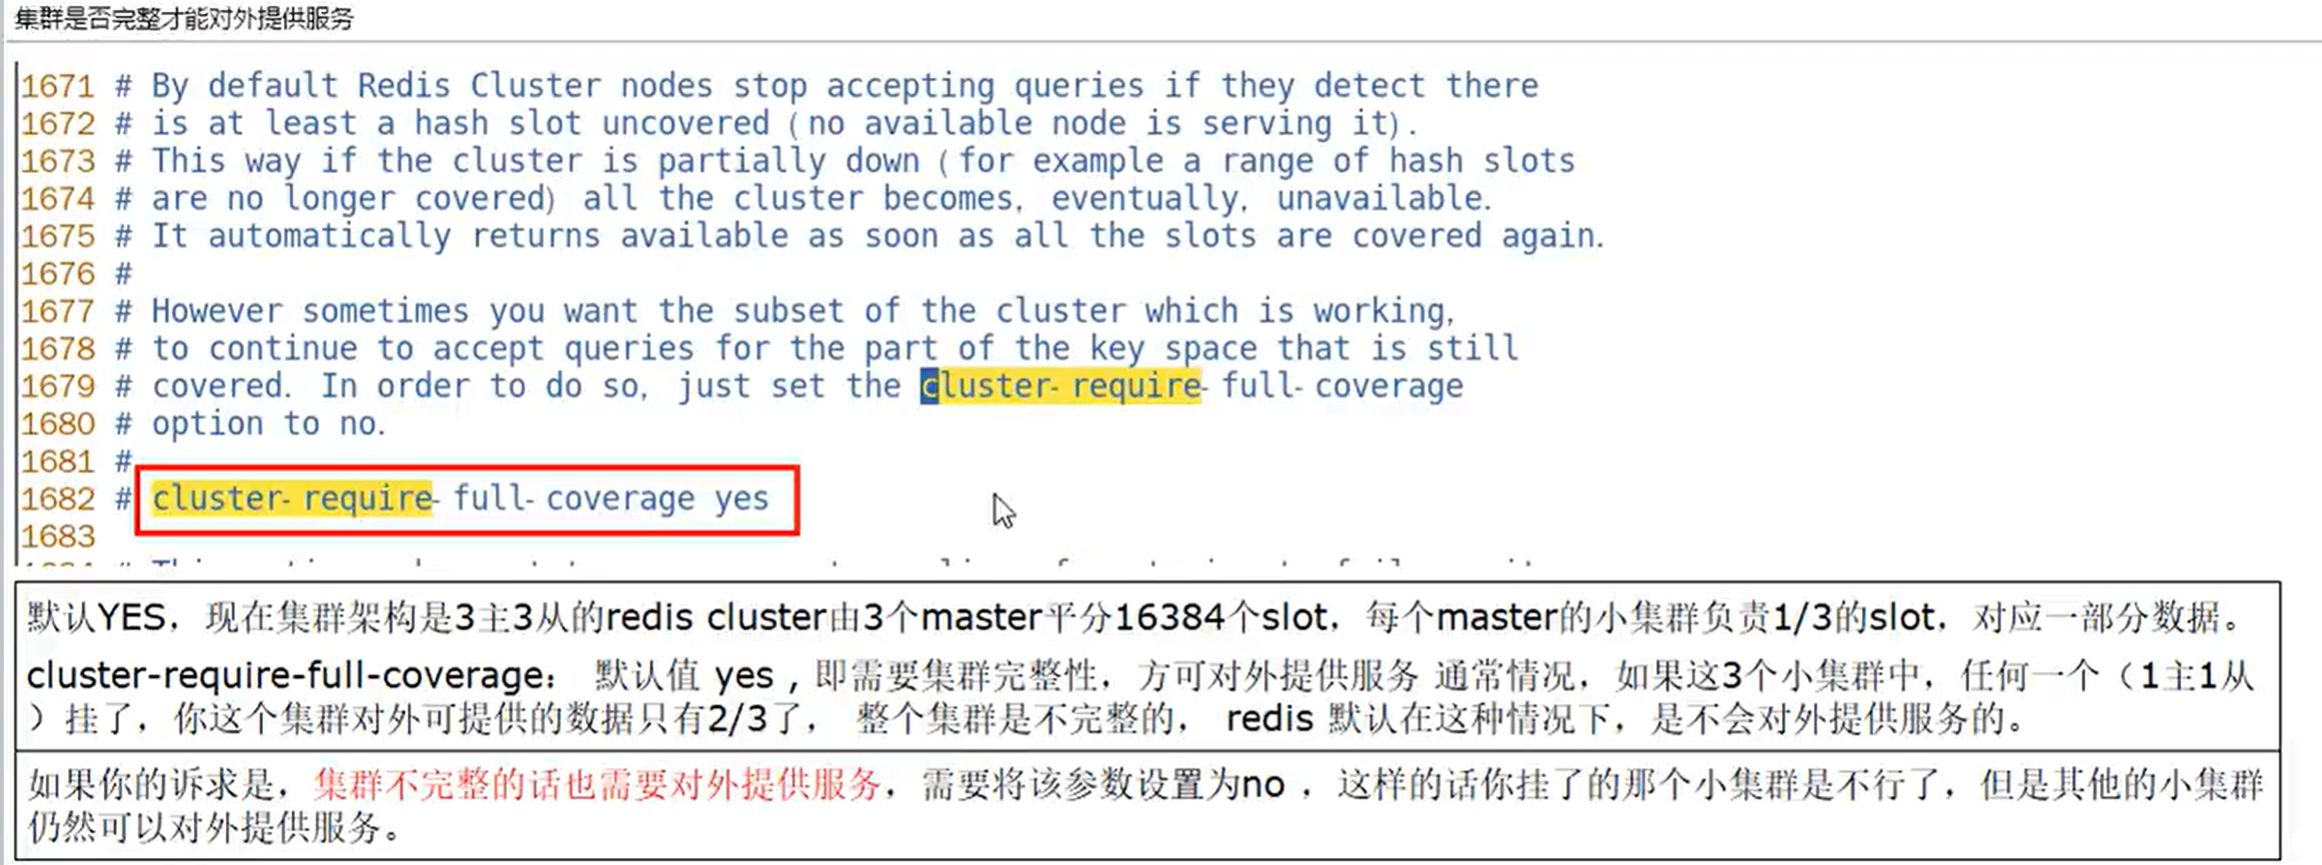 集群是否完整才能对外提供服务
1671 # By default Redis Cluster nodes stop accepting queries if they detect there
1672 # is at least a hash slot uncovered (no available node is serving it).
1673 # This way if the cluster is partially down (for example a range of hash slots
1674 # are no longer covered) all the cluster becomes, eventually, unavailable.
1675 # It automatically returns available as soon as all the slots are covered again.
1676 #
1677 # However sometimes you want the subset of the cluster which is working,
1678 # to continue to accept queries for the part of the key space that is still
1679 # covered. In order to do so, just set the cluster-require-full-coverage
1680 # option to no.
1681 #
1682 # cluster-require-full-coverage yes
1683
默认YES，现在集群架构是3主3从的redis cluster由3个master平分16384个slot，每个master的小集群负责1/3的slot，对应一部分数据。
cluster-require-full-coverage： 默认值 yes , 即需要集群完整性，方可对外提供服务 通常情况，如果这3个小集群中，任何一个（1主1从
）挂了，你这个集群对外可提供的数据只有2/3了， 整个集群是不完整的， redis 默认在这种情况下，是不会对外提供服务的。
如果你的诉求是，集群不完整的话也需要对外提供服务，需要将该参数设置为no ，这样的话你挂了的那个小集群是不行了，但是其他的小集群
仍然可以对外提供服务。